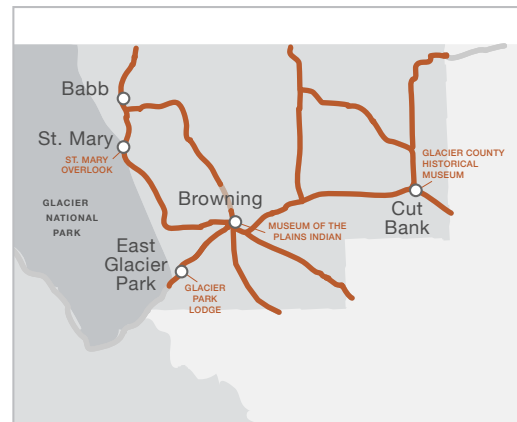 Babb
St. Mary
ST. MARY
OVERLOOK
GLACIER COUNTY
HISTORICAL
MUSEUM
GLACIER
NATIONAL
PARK
Browning
MUSEUM OF THE
PLAINS INDIAN
Cut
Bank
East
Glacier
Park
GLACIER
PARK
LODGE